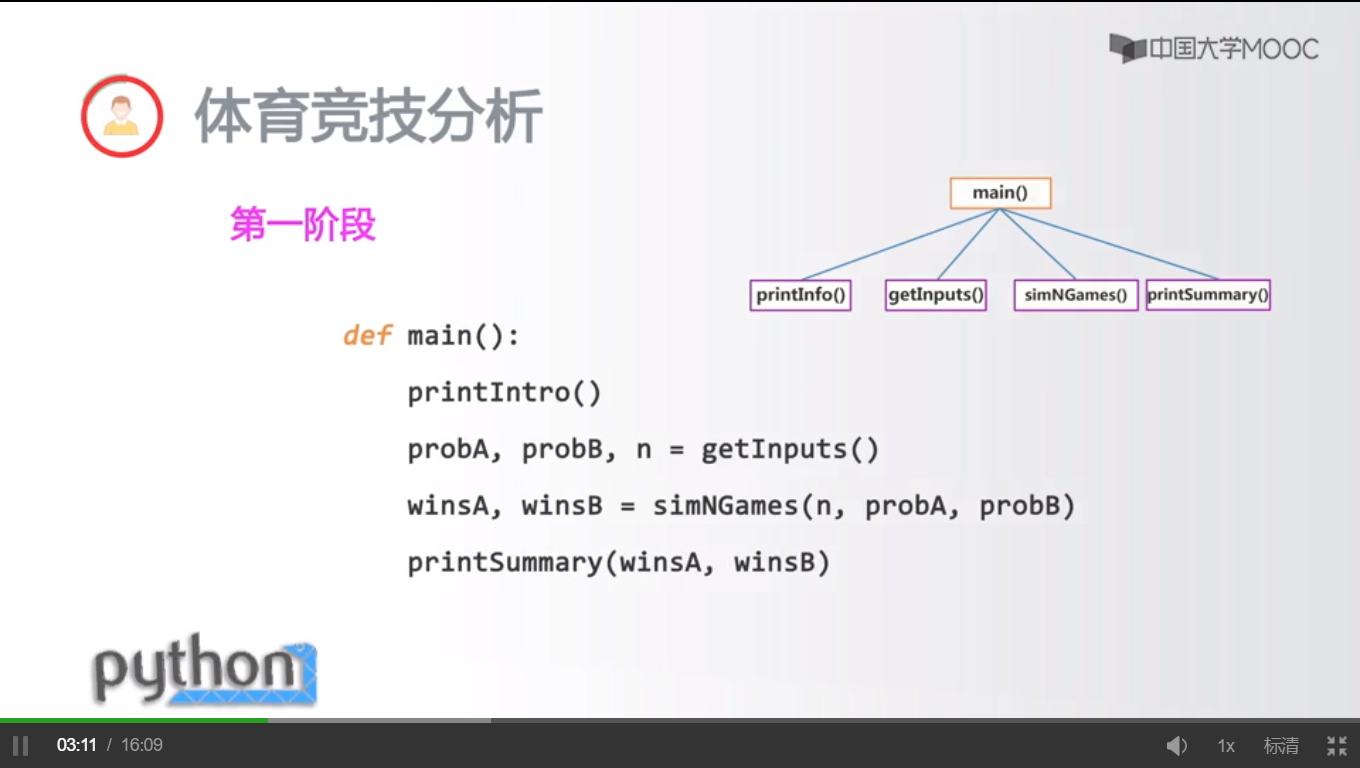 中国大学MOOC
体育竞技分析
main()
第一阶段
printInfo() getInputs() simNGames() printSummary()
def main():
printIntro()
probA, probB, n = getInputs()
winsA, winsB = simNGames(n, probA, probB)
printSummary(winsA, winsB)
python
03:11 / 16:09 1x 标清